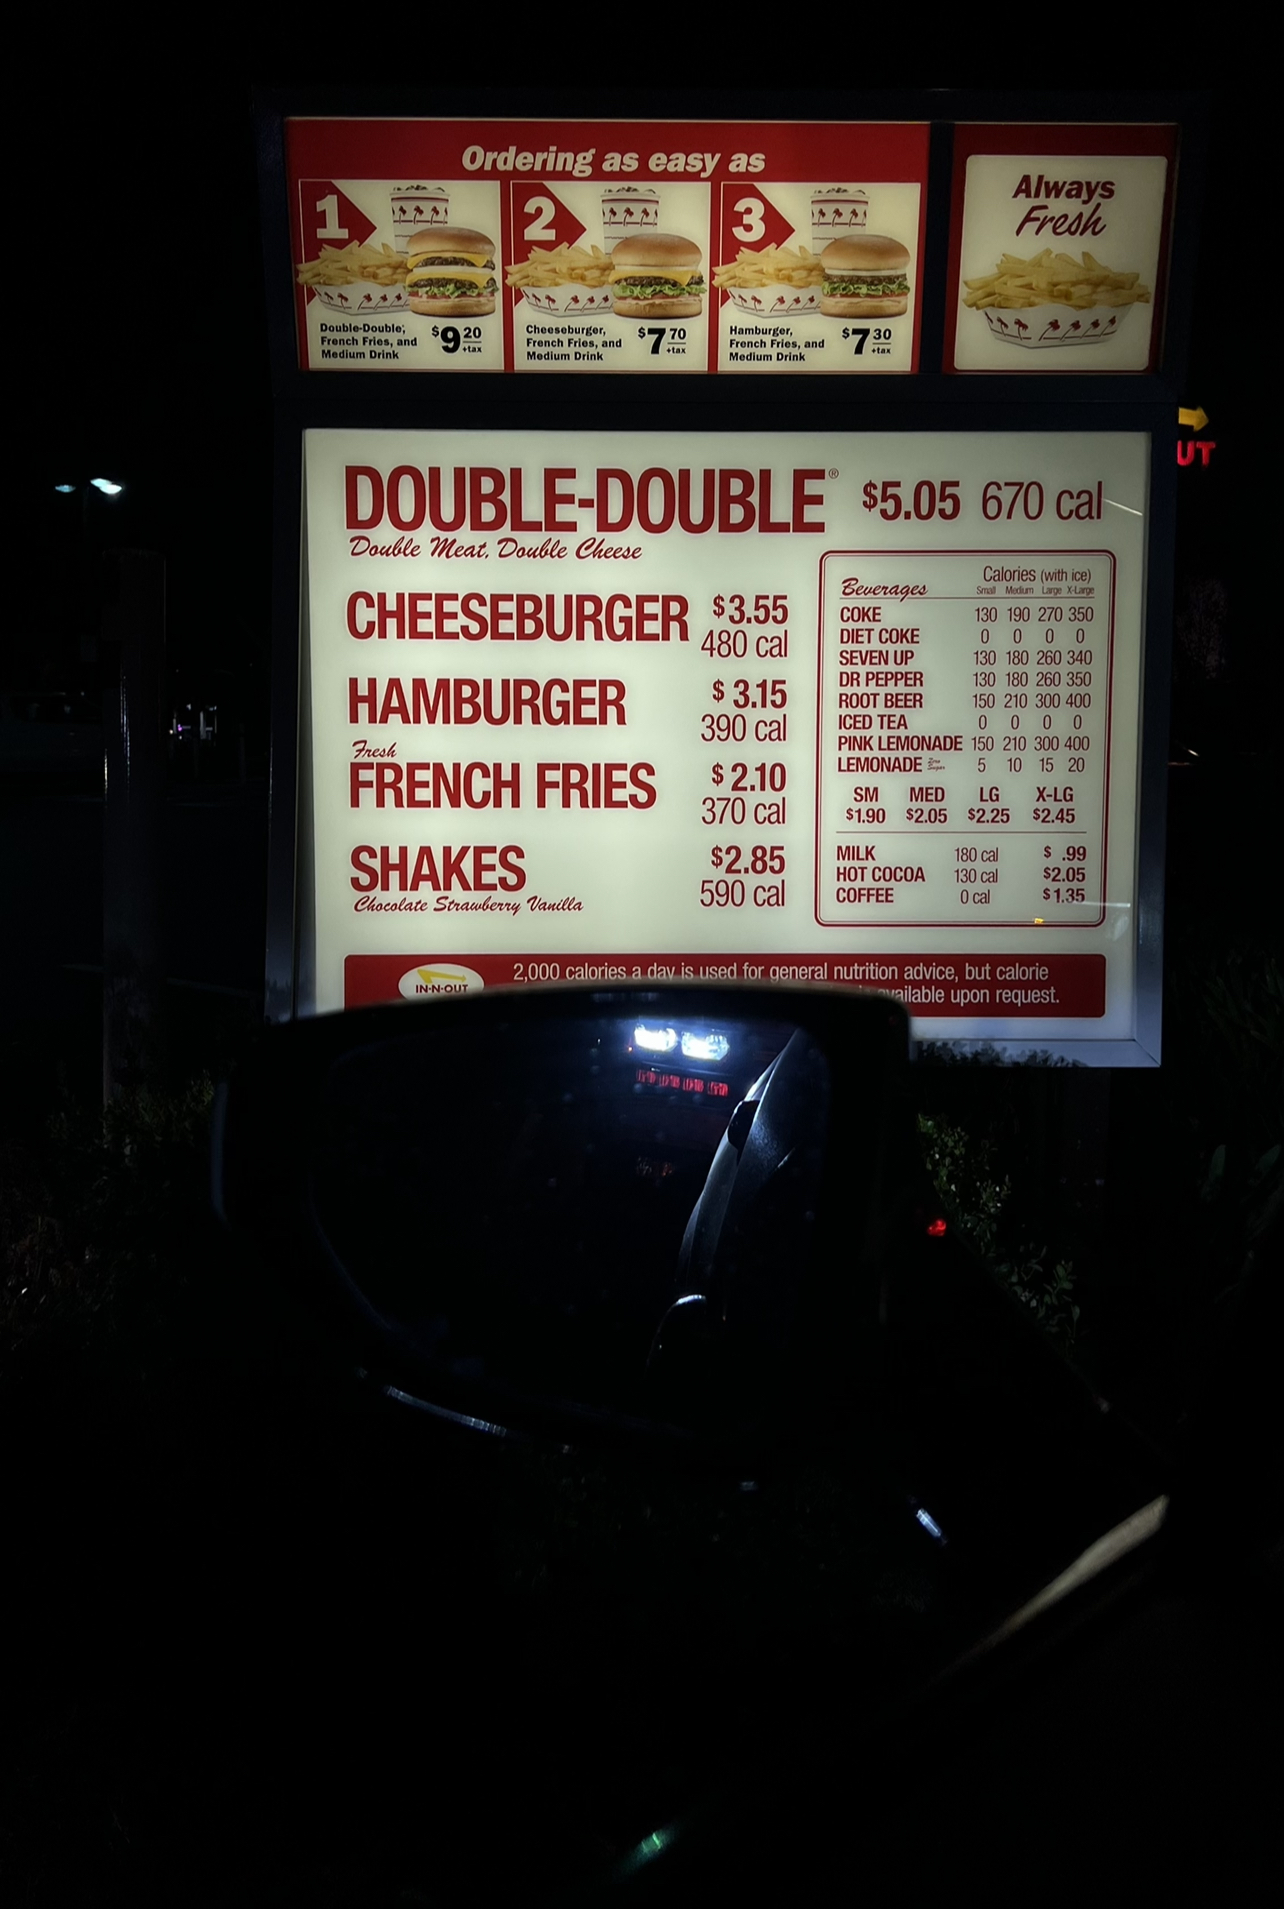 Ordering as easy as
1
Double-Double,
French Fries, and
Medium Drink
$9 20
+tax
2
Cheeseburger,
French Fries, and
Medium Drink
$7 70
+tax
3
Hamburger,
French Fries, and
Medium Drink
$7 30
+tax
Always
Fresh
UT
DOUBLE-DOUBLE® $5.05 670 cal
Double Meat, Double Cheese
CHEESEBURGER $3.55
480 cal
HAMBURGER $3.15
390 cal
Fresh
FRENCH FRIES $2.10
370 cal
SHAKES $2.85
590 cal
Chocolate Strawberry Vanilla
Calories (with ice)
Beverages Small Medium Large X-Large
COKE 130 190 270 350
DIET COKE 0 0 0 0
SEVEN UP 130 180 260 340
DR PEPPER 130 180 260 350
ROOT BEER 150 210 300 400
ICED TEA 0 0 0 0
PINK LEMONADE 150 210 300 400
LEMONADE Zero Sugar 5 10 15 20
SM MED LG X-LG
$1.90 $2.05 $2.25 $2.45
MILK 180 cal $ .99
HOT COCOA 130 cal $2.05
COFFEE 0 cal $1.35
IN-N-OUT
2,000 calories a day is used for general nutrition advice, but calorie
available upon request.